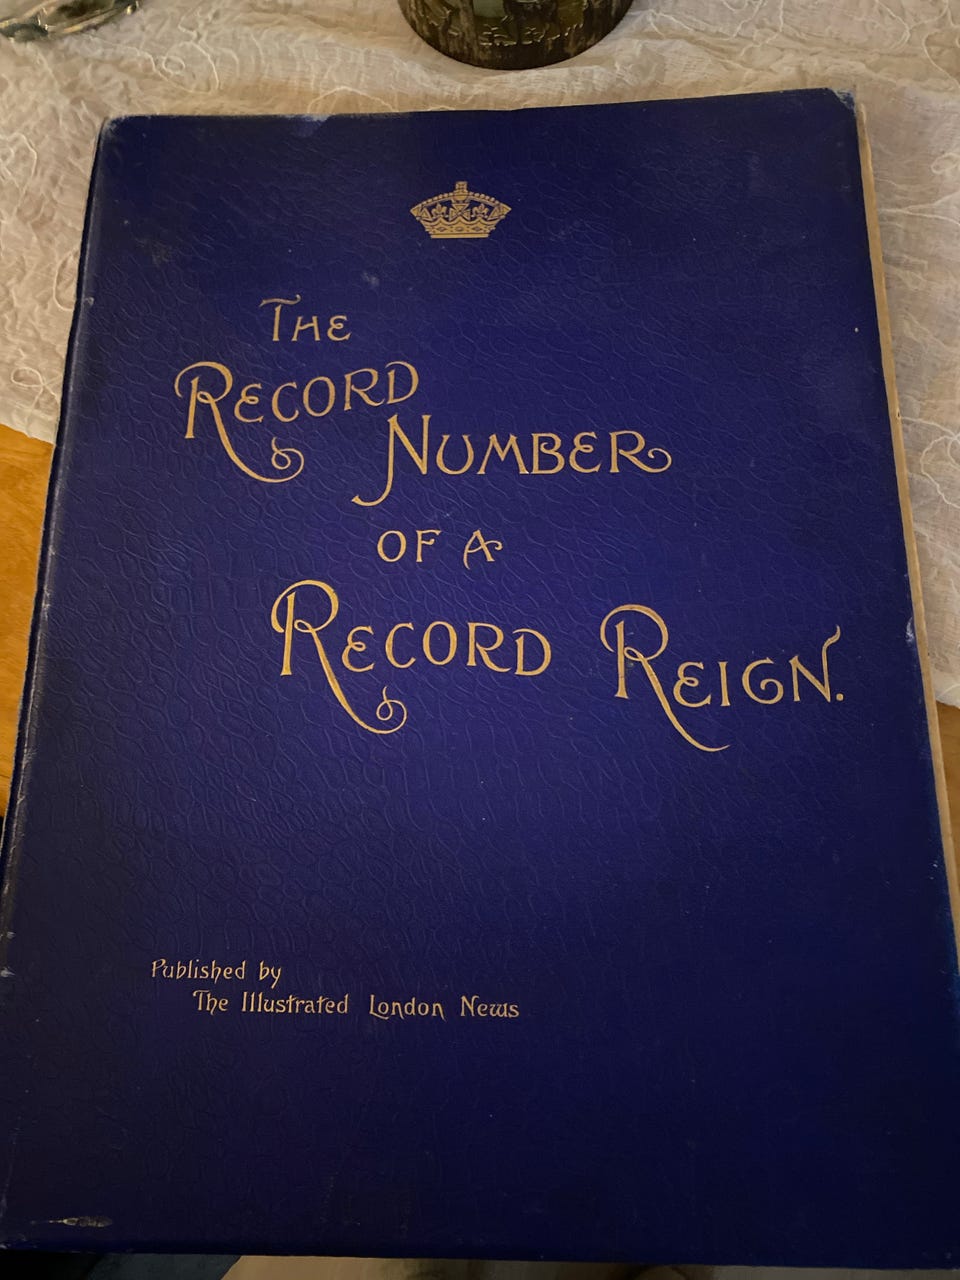 The
Record
Number
of a
Record Reign.
Published by
The Illustrated London News